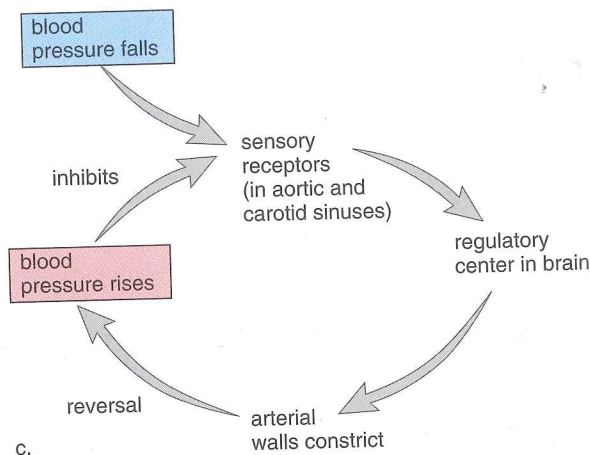 blood
pressure falls
sensory
receptors
(in aortic and
carotid sinuses)
inhibits
regulatory
center in brain
blood
pressure rises
reversal
arterial
walls constrict
c.